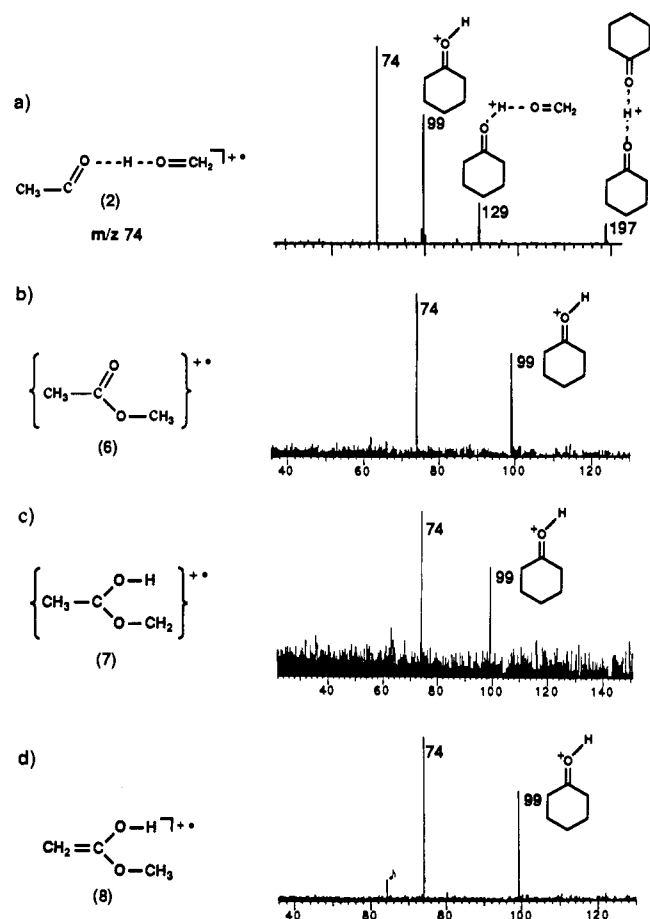 a)
CH₃ C O H O CH₂ +•
(2)
m/z 74
74
99
129
197
+O H
+H O CH₂
O
O
H+
O
b)
CH₃ C O +•
O CH₃
(6)
74
99
+O H
40 60 80 100 120
c)
O H +•
CH₃ C
O CH₂
(7)
74
99
+O H
40 60 80 100 120 140
d)
O H +•
CH₂ C
O CH₃
(8)
74
99
+O H
40 60 80 100 120